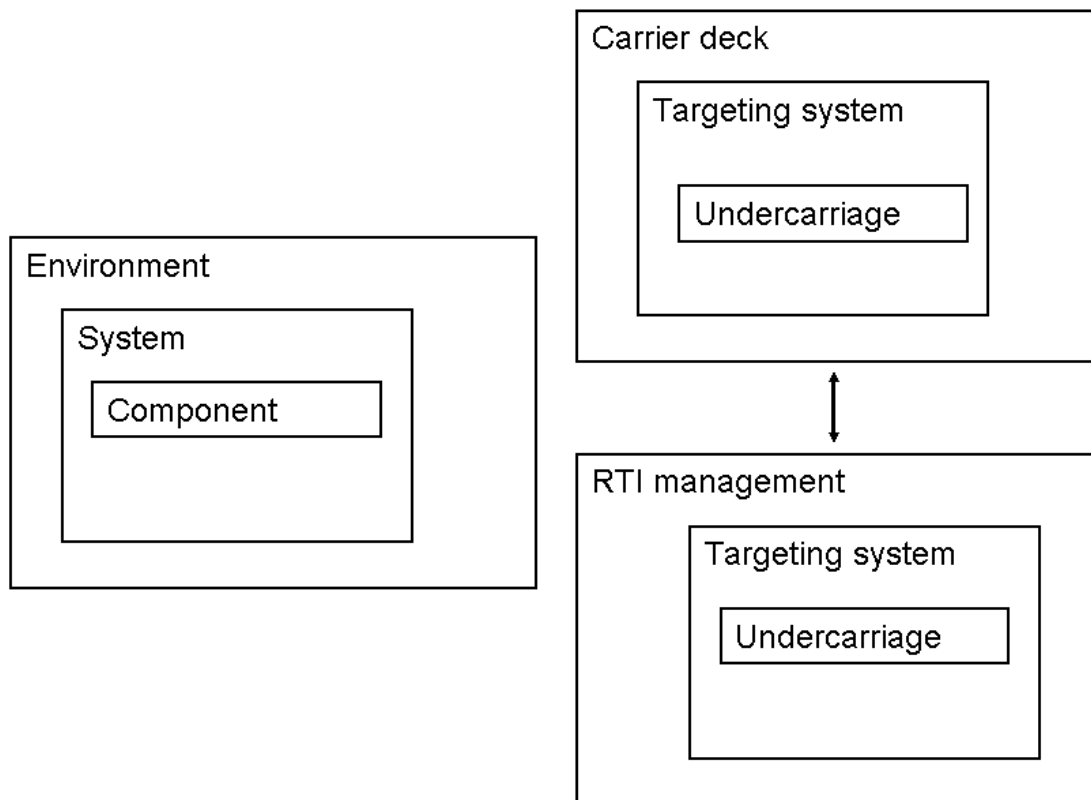 Environment
System
Component
Carrier deck
Targeting system
Undercarriage
RTI management
Targeting system
Undercarriage